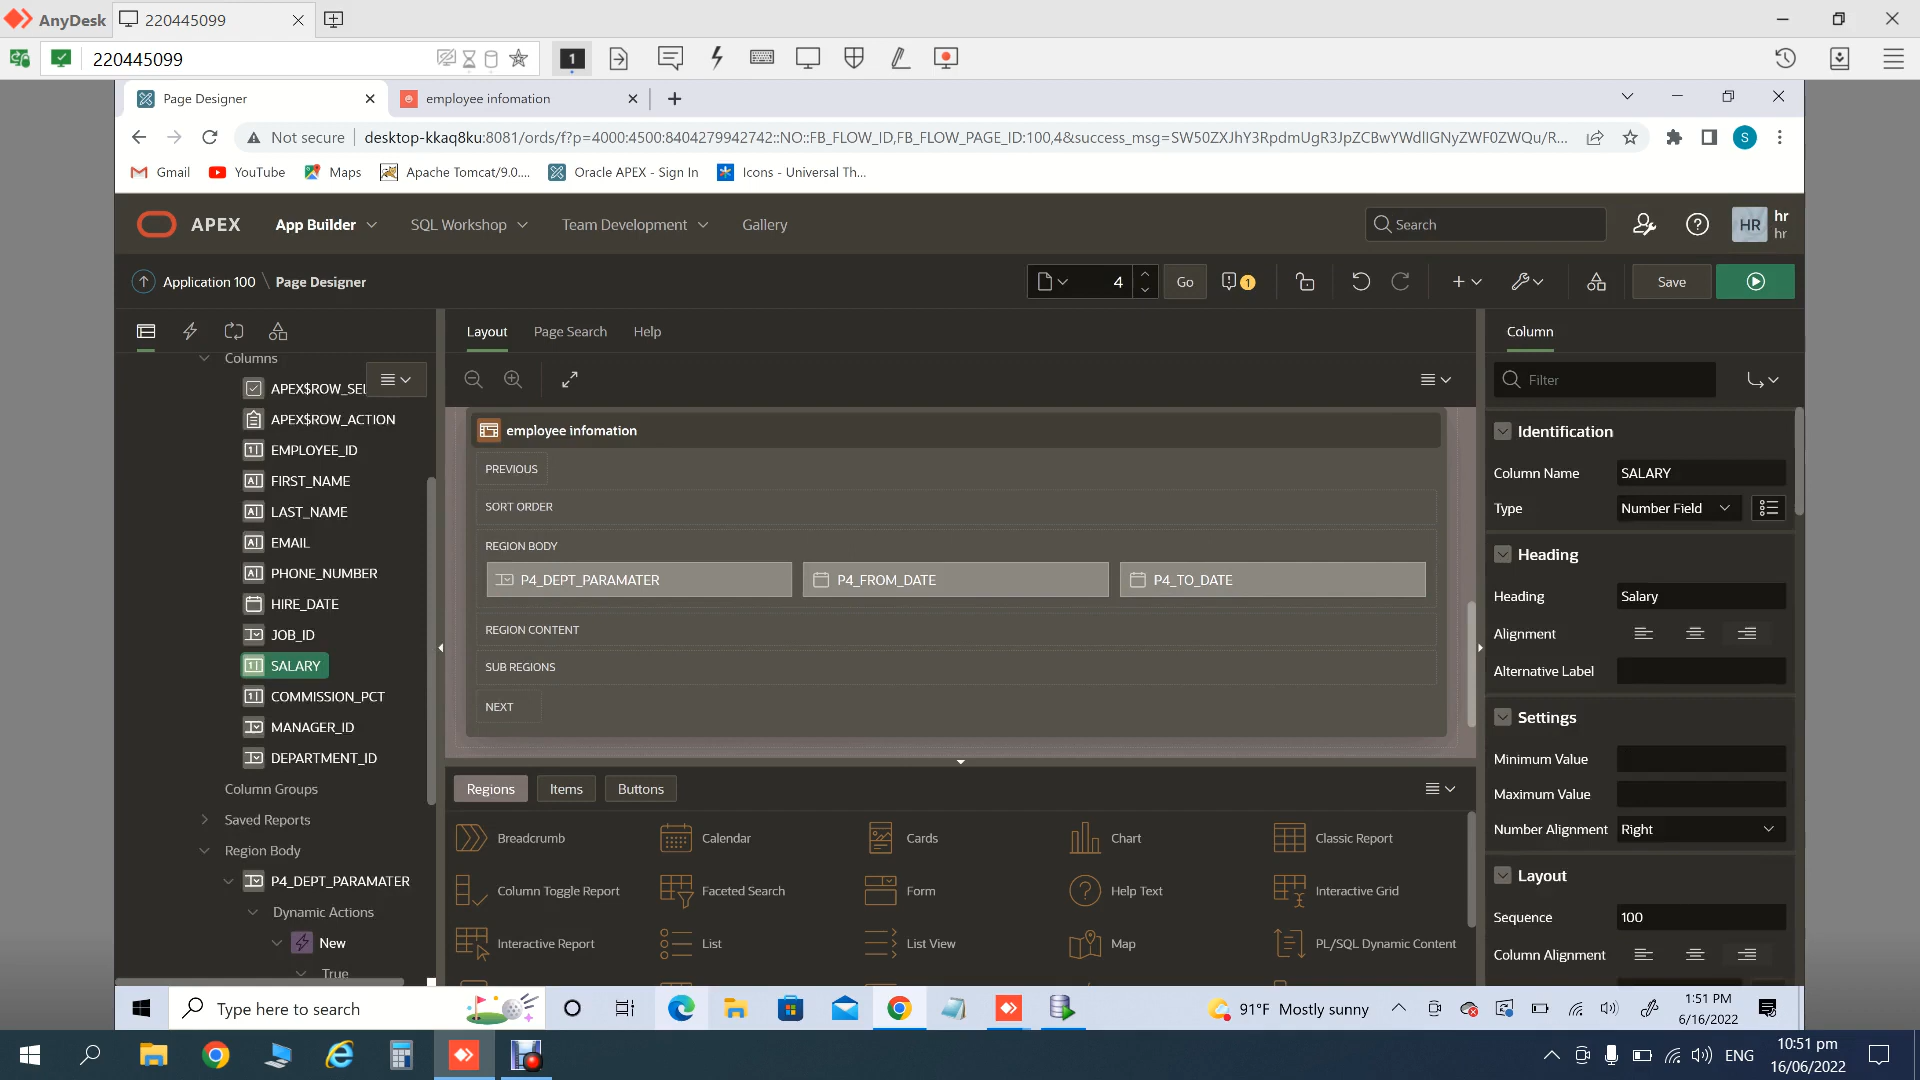 AnyDesk
220445099
220445099
1
Page Designer
employee infomation
Not secure
desktop-kkaq8ku:8081/ords/f?p=4000:4500:8404279942742::NO::FB_FLOW_ID,FB_FLOW_PAGE_ID:100,4&success_msg=SW50ZXJhY3RpdmUgR3JpZCBwYWdlIGNyZWF0ZWQu/R...
S
Gmail
YouTube
Maps
Apache Tomcat/9.0....
Oracle APEX - Sign In
Icons - Universal Th...
APEX
App Builder
SQL Workshop
Team Development
Gallery
Search
HR
hr
hr
Application 100 \ Page Designer
4
Go
1
Save
Layout
Page Search
Help
Column
Columns
APEX$ROW_SEL
APEX$ROW_ACTION
EMPLOYEE_ID
FIRST_NAME
LAST_NAME
EMAIL
PHONE_NUMBER
HIRE_DATE
JOB_ID
SALARY
COMMISSION_PCT
MANAGER_ID
DEPARTMENT_ID
Column Groups
Saved Reports
Region Body
P4_DEPT_PARAMATER
Dynamic Actions
New
True
employee infomation
PREVIOUS
SORT ORDER
REGION BODY
P4_DEPT_PARAMATER
P4_FROM_DATE
P4_TO_DATE
REGION CONTENT
SUB REGIONS
NEXT
Regions
Items
Buttons
Breadcrumb
Calendar
Cards
Chart
Classic Report
Column Toggle Report
Faceted Search
Form
Help Text
Interactive Grid
Interactive Report
List
List View
Map
PL/SQL Dynamic Content
Filter
Identification
Column Name
SALARY
Type
Number Field
Heading
Heading
Salary
Alignment
Alternative Label
Settings
Minimum Value
Maximum Value
Number Alignment
Right
Layout
Sequence
100
Column Alignment
Type here to search
91°F Mostly sunny
1:51 PM
6/16/2022
ENG
10:51 pm
16/06/2022